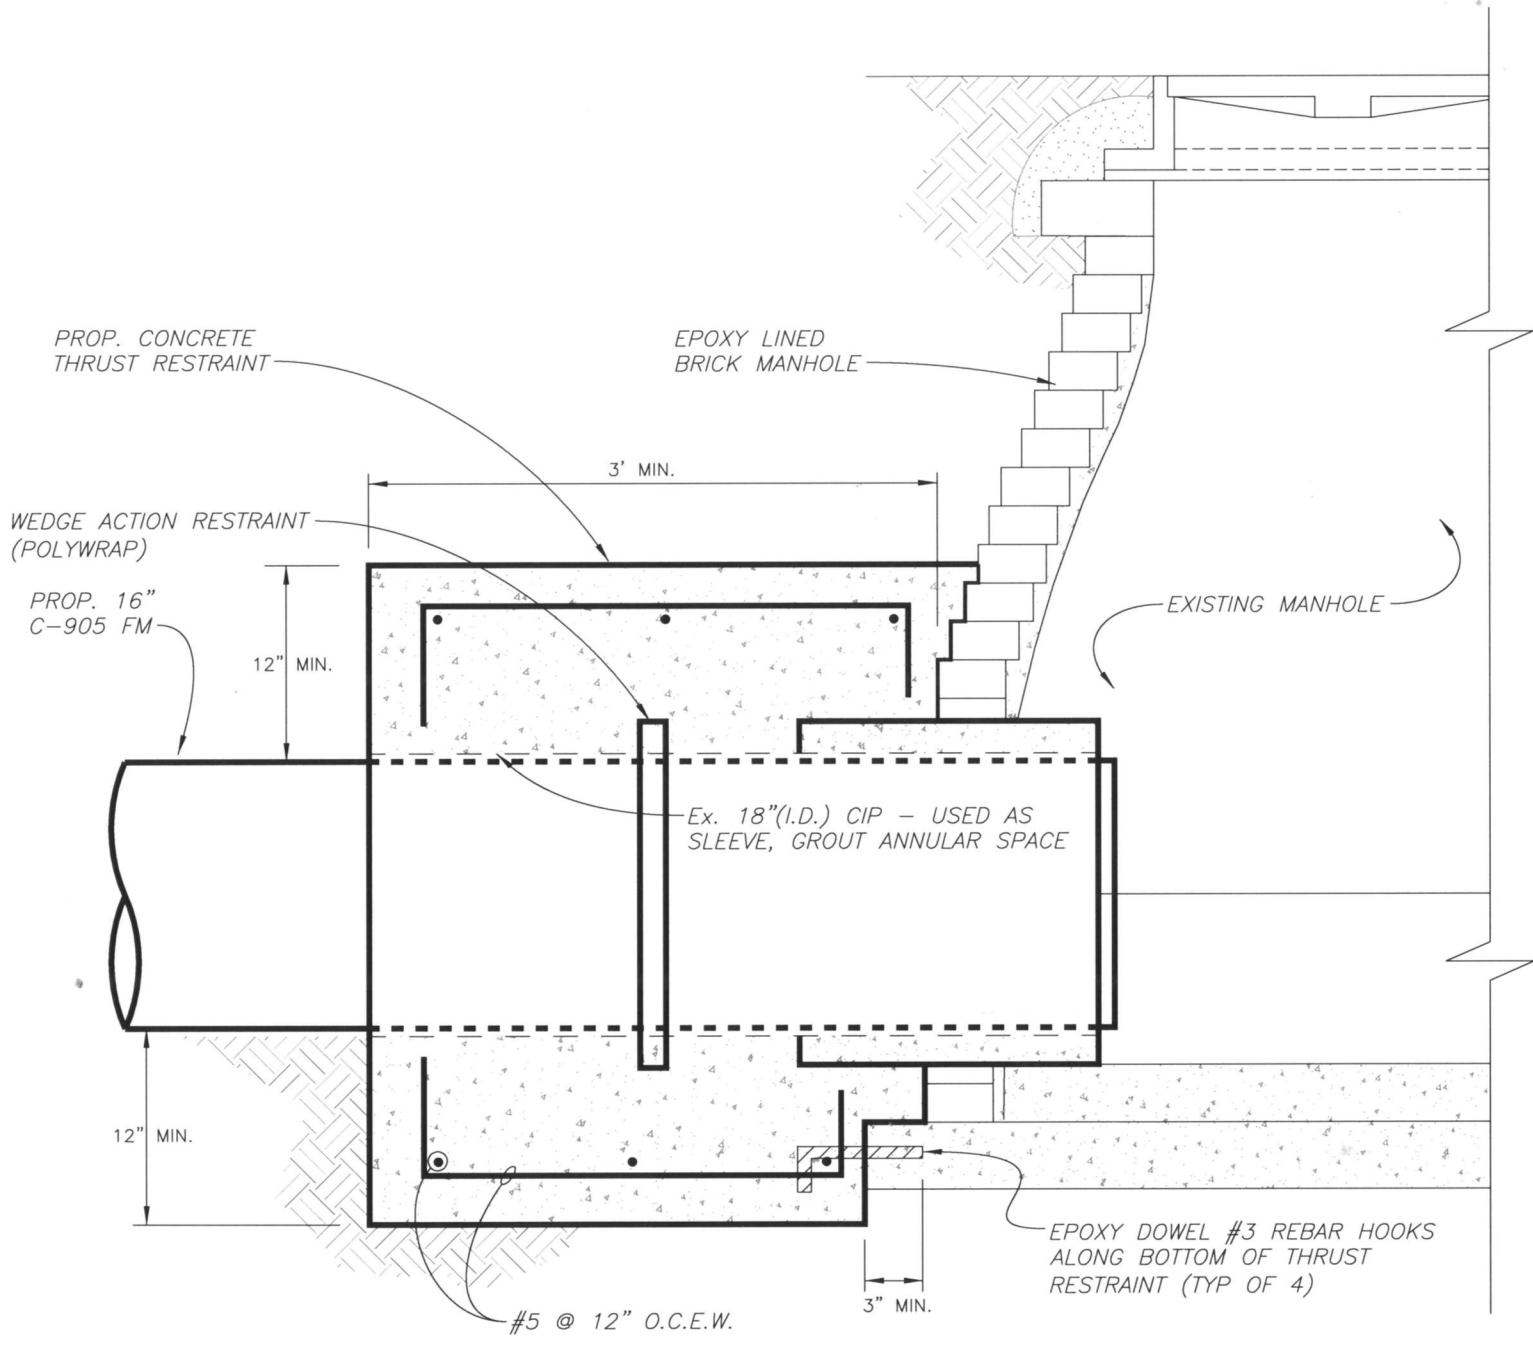 PROP. CONCRETE
THRUST RESTRAINT
EPOXY LINED
BRICK MANHOLE
3' MIN.
WEDGE ACTION RESTRAINT
(POLYWRAP)
PROP. 16"
C-905 FM
12" MIN.
EXISTING MANHOLE
Ex. 18"(I.D.) CIP – USED AS
SLEEVE, GROUT ANNULAR SPACE
12" MIN.
EPOXY DOWEL #3 REBAR HOOKS
ALONG BOTTOM OF THRUST
RESTRAINT (TYP OF 4)
3" MIN.
#5 @ 12" O.C.E.W.